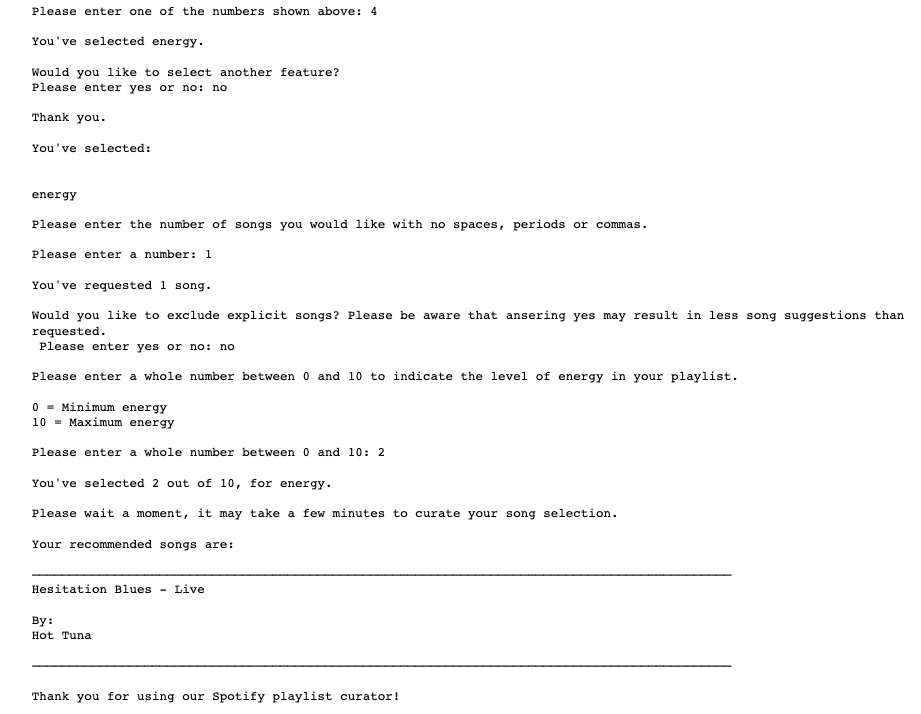 Please enter one of the numbers shown above: 4
You've selected energy.
Would you like to select another feature?
Please enter yes or no: no
Thank you.
You've selected:
energy
Please enter the number of songs you would like with no spaces, periods or commas.
Please enter a number: 1
You've requested 1 song.
Would you like to exclude explicit songs? Please be aware that ansering yes may result in less song suggestions than
requested.
Please enter yes or no: no
Please enter a whole number between 0 and 10 to indicate the level of energy in your playlist.
0 = Minimum energy
10 = Maximum energy
Please enter a whole number between 0 and 10: 2
You've selected 2 out of 10, for energy.
Please wait a moment, it may take a few minutes to curate your song selection.
Your recommended songs are:
Hesitation Blues - Live
By:
Hot Tuna
Thank you for using our Spotify playlist curator!